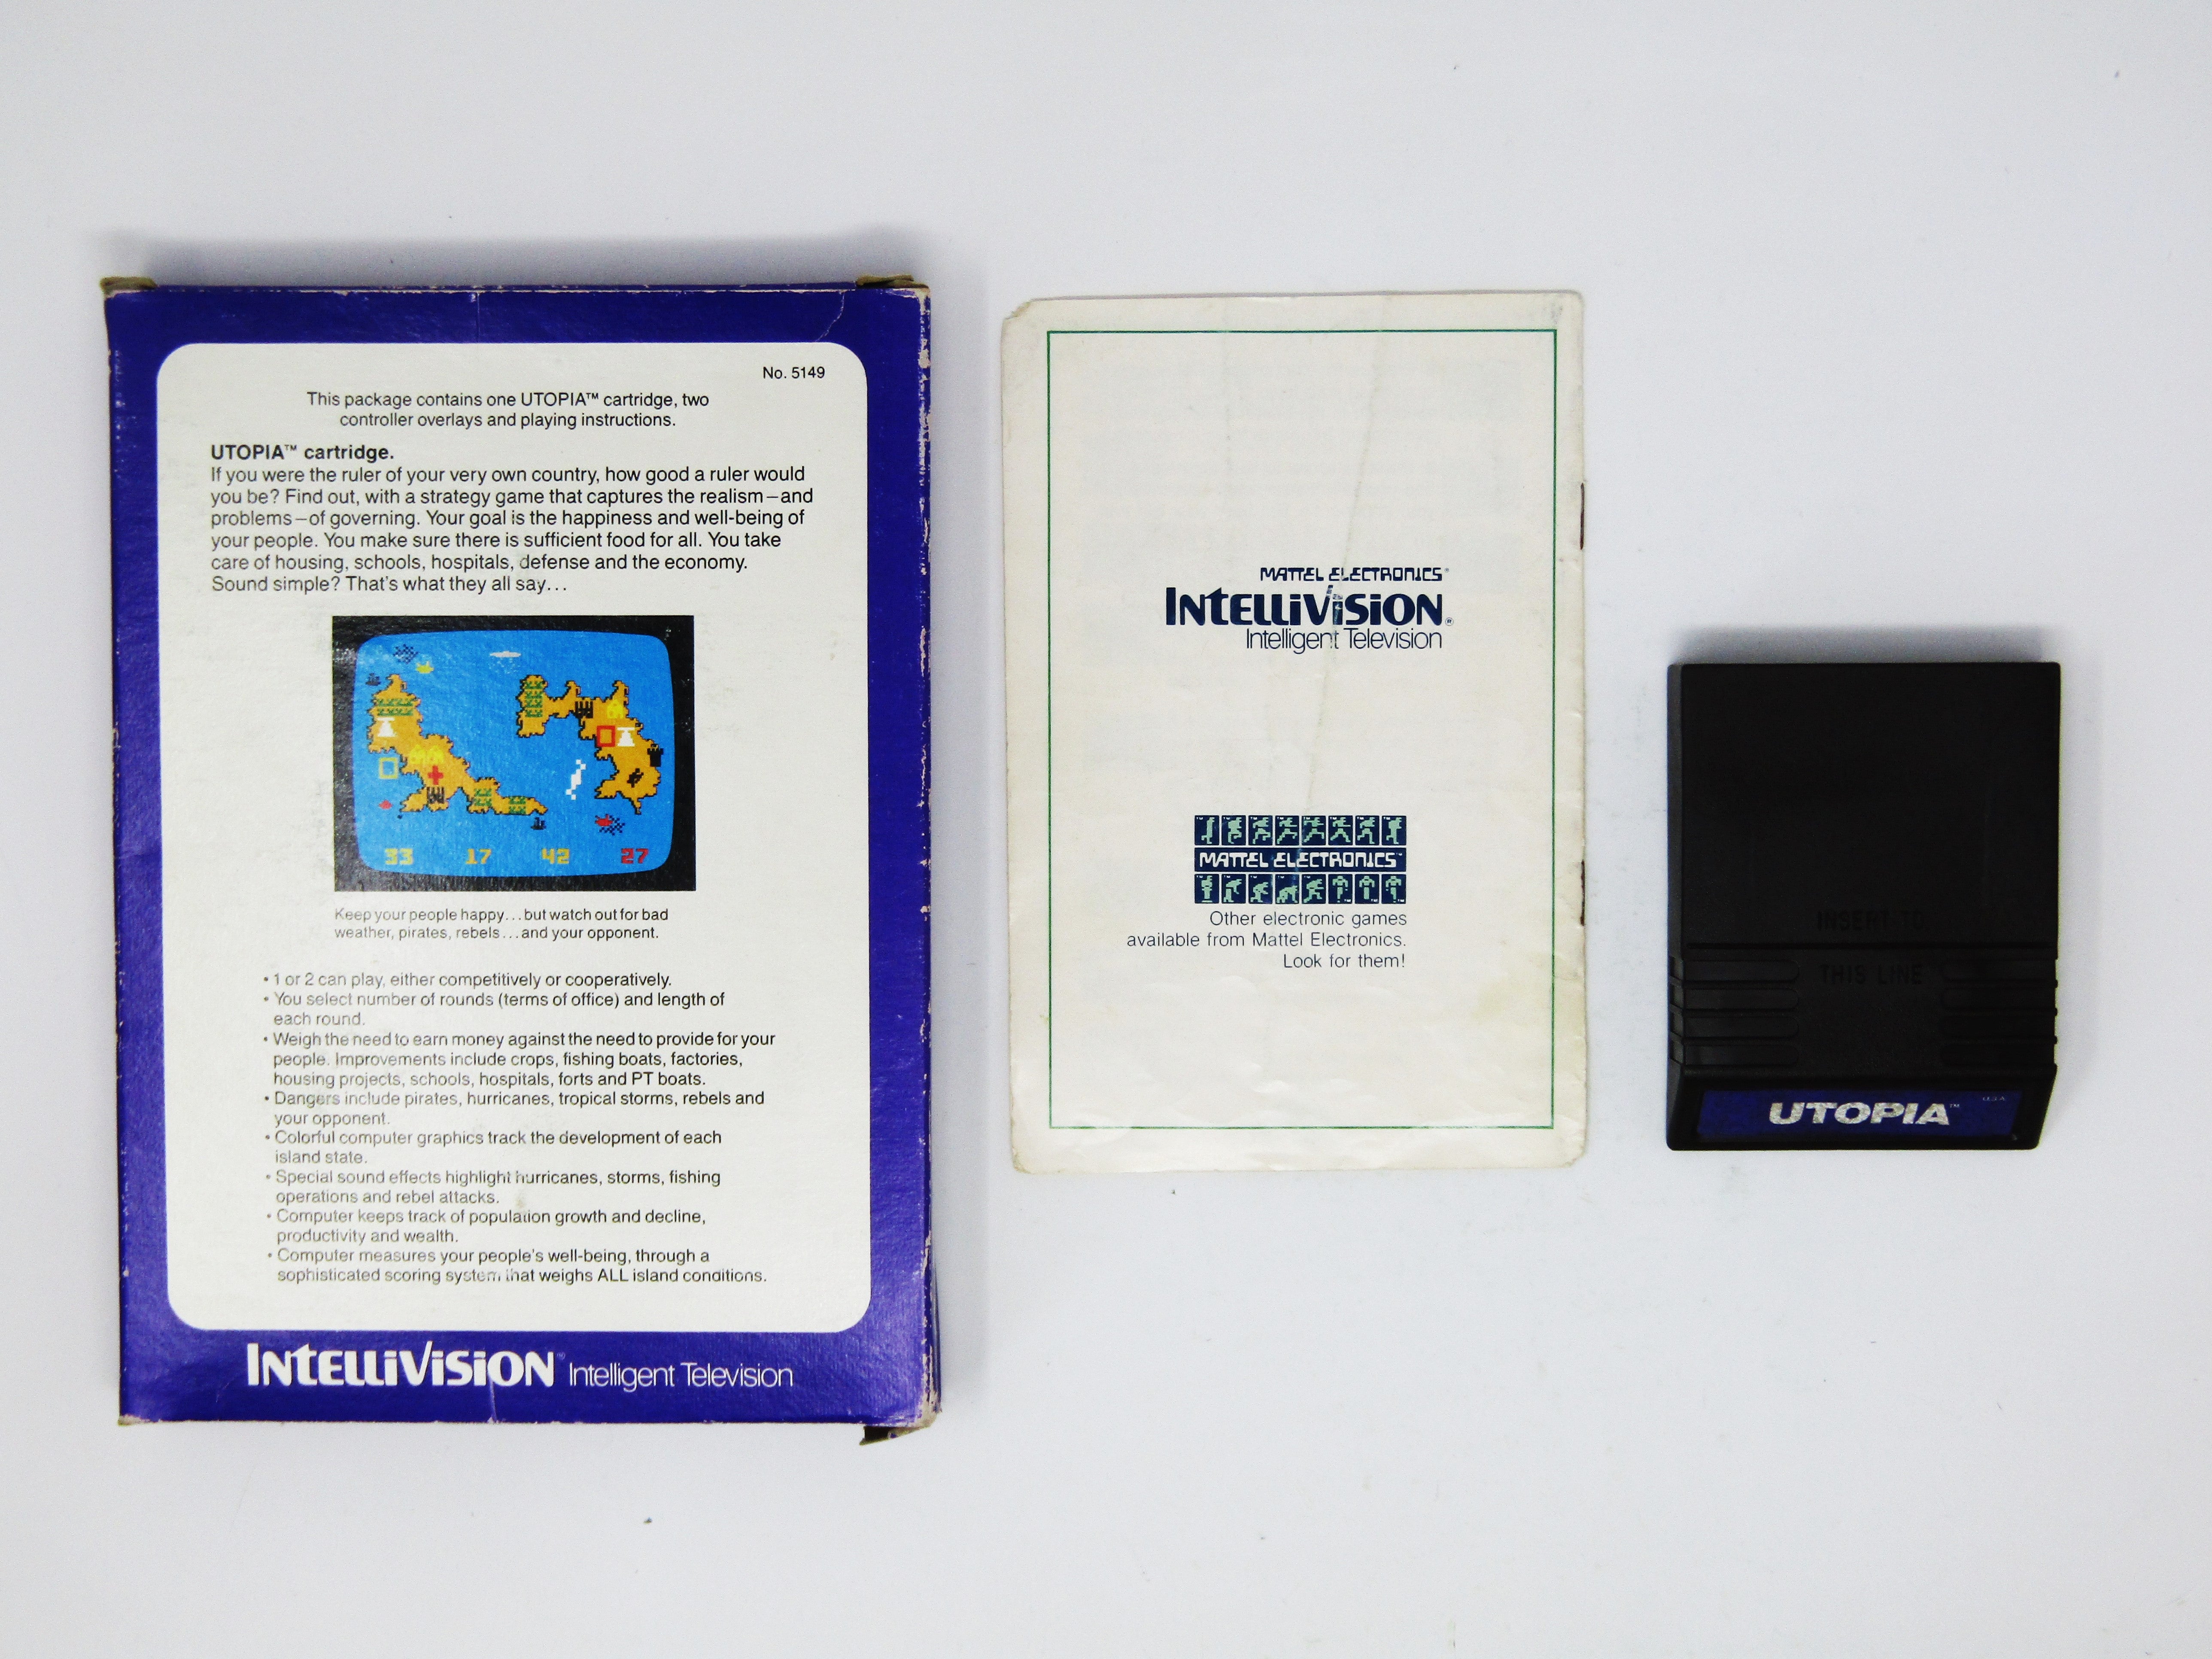 No. 5149
This package contains one UTOPIA™ cartridge, two
controller overlays and playing instructions.
UTOPIA™ cartridge.
If you were the ruler of your very own country, how good a ruler would
you be? Find out, with a strategy game that captures the realism—and
problems—of governing. Your goal is the happiness and well-being of
your people. You make sure there is sufficient food for all. You take
care of housing, schools, hospitals, defense and the economy.
Sound simple? That's what they all say...
33 17 42 27
Keep your people happy...but watch out for bad
weather, pirates, rebels...and your opponent.
• 1 or 2 can play, either competitively or cooperatively.
• You select number of rounds (terms of office) and length of
each round.
• Weigh the need to earn money against the need to provide for your
people. Improvements include crops, fishing boats, factories,
housing projects, schools, hospitals, forts and PT boats.
• Dangers include pirates, hurricanes, tropical storms, rebels and
your opponent.
• Colorful computer graphics track the development of each
island state.
• Special sound effects highlight hurricanes, storms, fishing
operations and rebel attacks.
• Computer keeps track of population growth and decline,
productivity and wealth.
• Computer measures your people's well-being, through a
sophisticated scoring system that weighs ALL island conditions.
INTELLIVISION Intelligent Television
MATTEL ELECTRONICS®
INTELLIVISION®
Intelligent Television
MATTEL ELECTRONICS™
Other electronic games
available from Mattel Electronics.
Look for them!
INSERT TO
THIS LINE
U.S.A.
UTOPIA™